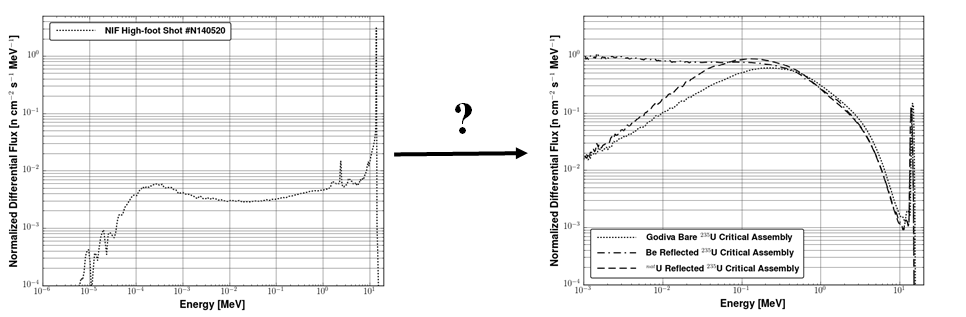 NIF High-foot Shot #N140520
Normalized Differential Flux [n cm⁻² s⁻¹ MeV⁻¹]
10⁰
10⁻¹
10⁻²
10⁻³
10⁻⁴
10⁻⁶ 10⁻⁵ 10⁻⁴ 10⁻³ 10⁻² 10⁻¹ 10⁰ 10¹
Energy [MeV]
?
Normalized Differential Flux [n cm⁻² s⁻¹ MeV⁻¹]
10⁰
10⁻¹
10⁻²
10⁻³
10⁻⁴
Godiva Bare ²³⁵U Critical Assembly
Be Reflected ²³⁵U Critical Assembly
ⁿᵃᵗU Reflected ²³⁵U Critical Assembly
10⁻³ 10⁻² 10⁻¹ 10⁰ 10¹
Energy [MeV]